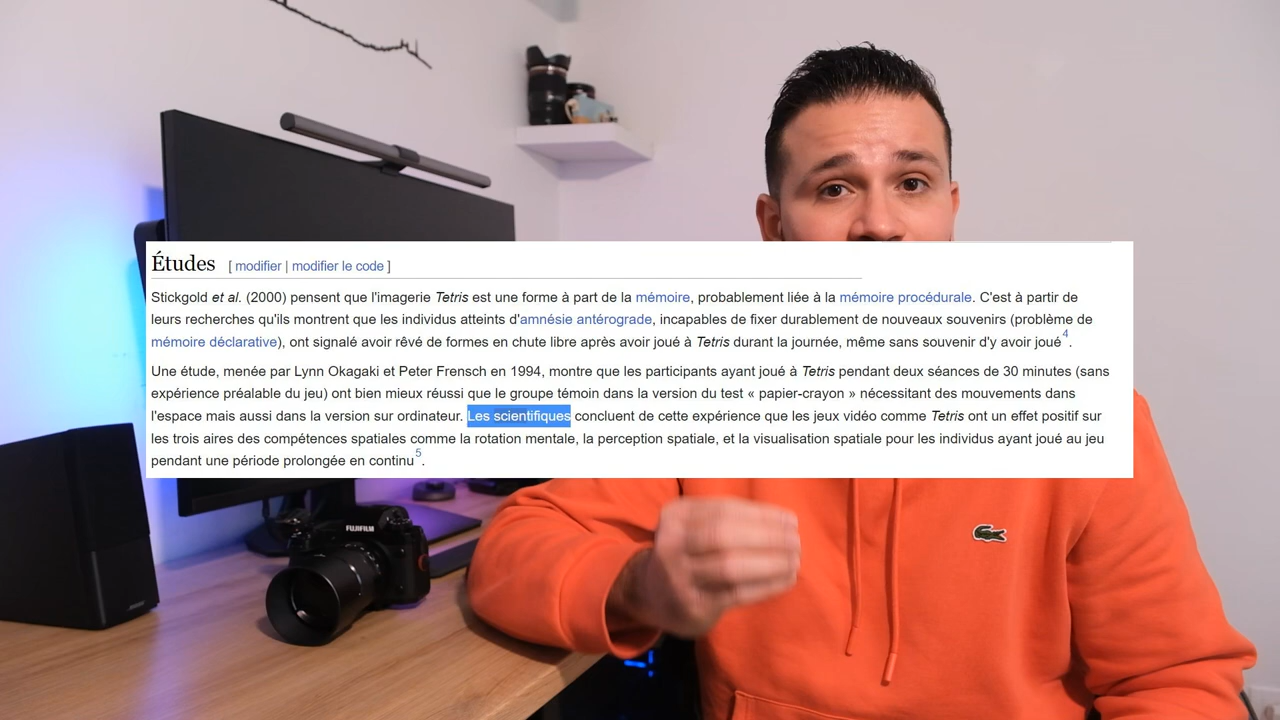 Études [ modifier | modifier le code ]
Stickgold et al. (2000) pensent que l'imagerie Tetris est une forme à part de la mémoire, probablement liée à la mémoire procédurale. C'est à partir de
leurs recherches qu'ils montrent que les individus atteints d'amnésie antérograde, incapables de fixer durablement de nouveaux souvenirs (problème de
mémoire déclarative), ont signalé avoir rêvé de formes en chute libre après avoir joué à Tetris durant la journée, même sans souvenir d'y avoir joué4.
Une étude, menée par Lynn Okagaki et Peter Frensch en 1994, montre que les participants ayant joué à Tetris pendant deux séances de 30 minutes (sans
expérience préalable du jeu) ont bien mieux réussi que le groupe témoin dans la version du test « papier-crayon » nécessitant des mouvements dans
l'espace mais aussi dans la version sur ordinateur. Les scientifiques concluent de cette expérience que les jeux vidéo comme Tetris ont un effet positif sur
les trois aires des compétences spatiales comme la rotation mentale, la perception spatiale, et la visualisation spatiale pour les individus ayant joué au jeu
pendant une période prolongée en continu5.
FUJIFILM